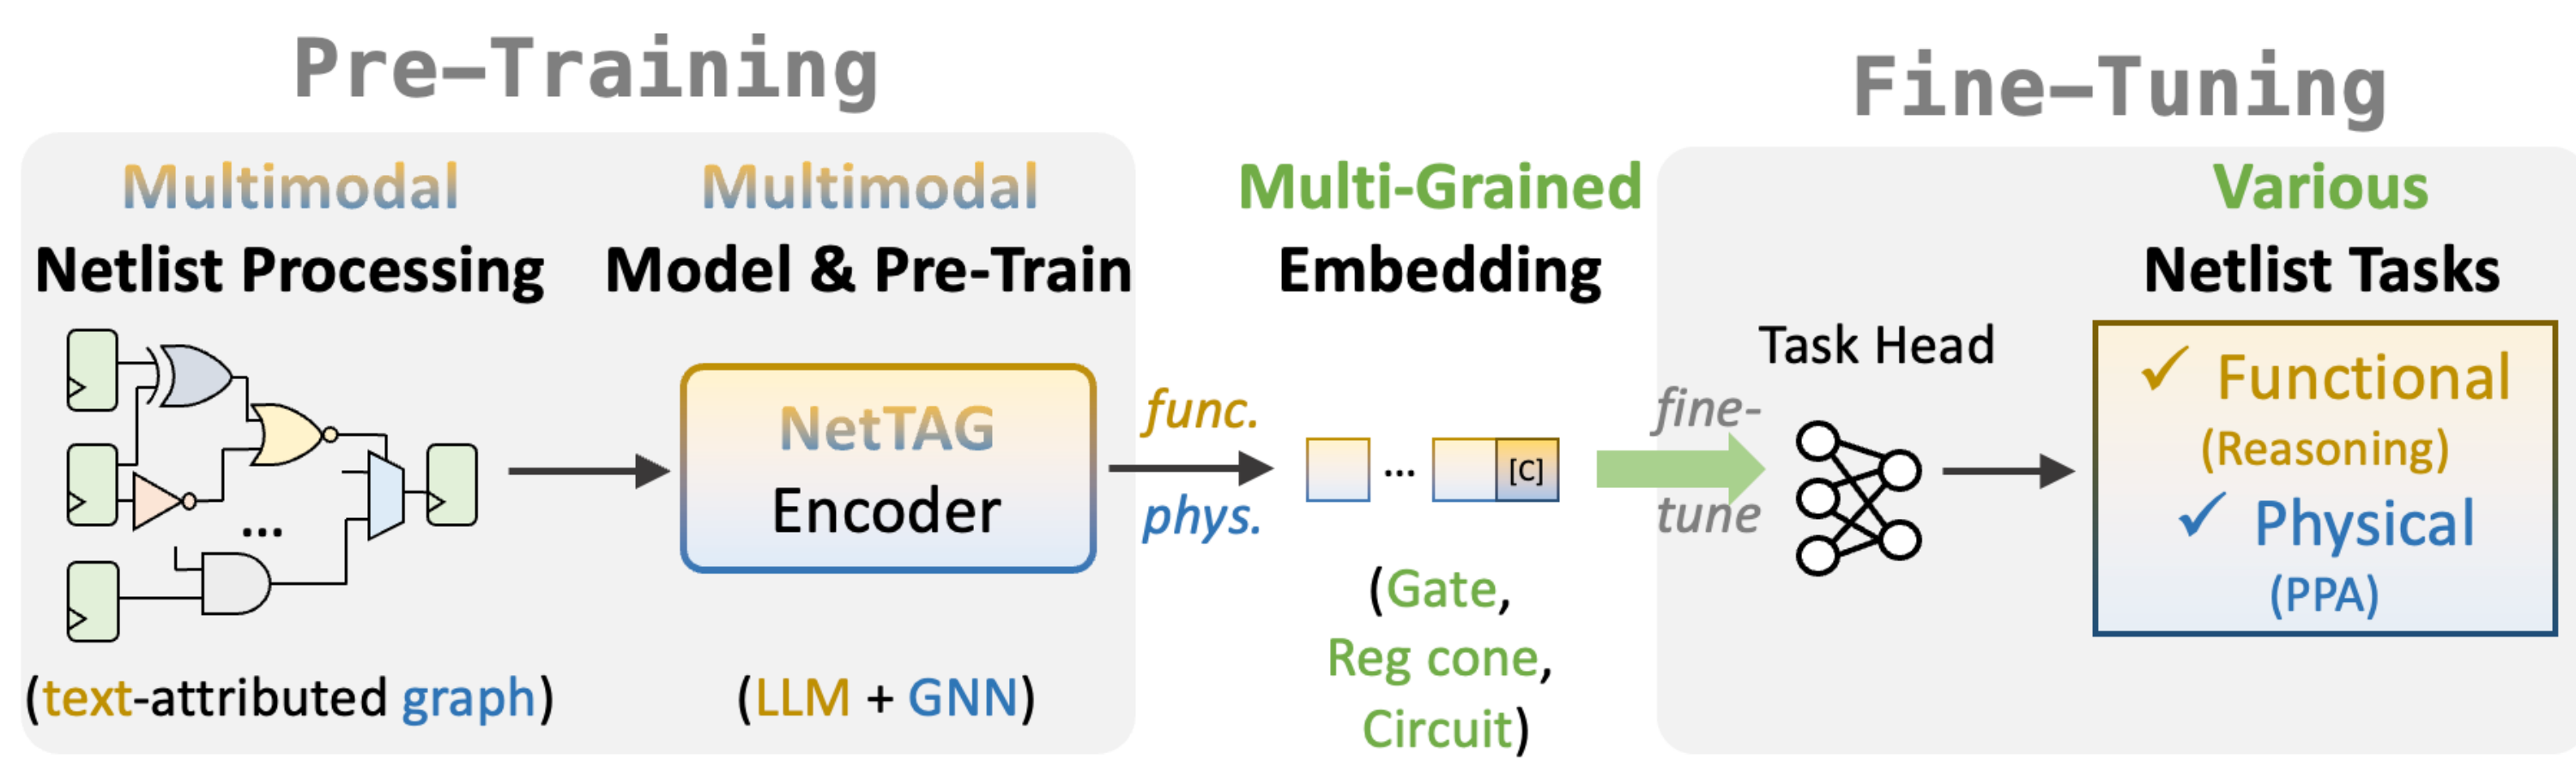 Pre-Training
Multimodal
Netlist Processing
...
(text-attributed graph)
Multimodal
Model & Pre-Train
NetTAG
Encoder
(LLM + GNN)
func.
phys.
Multi-Grained
Embedding
... [C]
(Gate,
Reg cone,
Circuit)
Fine-Tuning
fine-
tune
Task Head
Various
Netlist Tasks
✓ Functional
(Reasoning)
✓ Physical
(PPA)